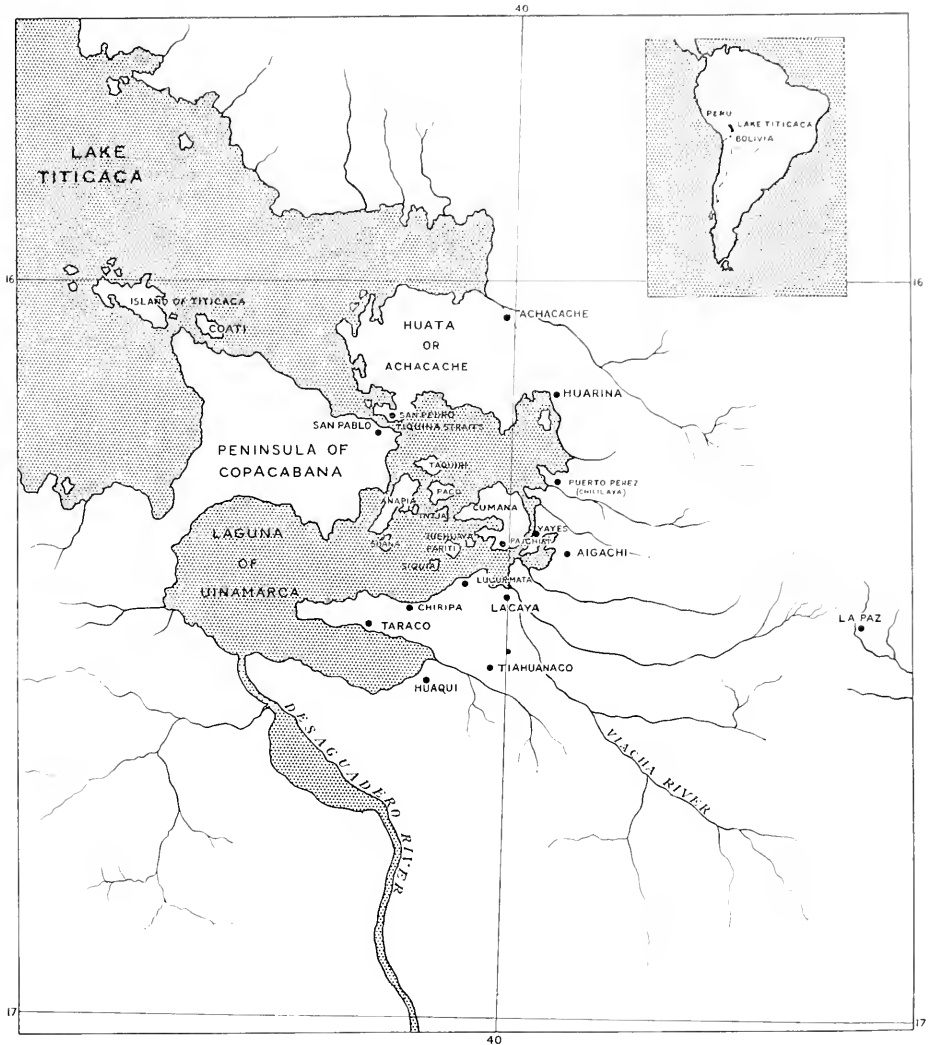 40
PERU
LAKE TITICACA
BOLIVIA
LAKE
TITICACA
16
16
ISLAND OF TITICACA
COATI
HUATA
OR
ACHACACHE
ACHACACHE
HUARINA
SAN PEDRO
SAN PABLO
TIQUINA STRAITS
PENINSULA OF
COPACABANA
TAQUIRI
PUERTO PEREZ
(CHILILAYA)
ANAPIA
PACO
INTJA
CUMANA
LAGUNA
OF
UINAMARCA
QUEHUAYA
PARITI
PAJCHIRI
YAYES
AIGACHI
SIQUIA
LUQURMATA
CHIRIPA
LACAYA
TARACO
LA PAZ
TIAHUANACO
HUAQUI
DESAGUADERO RIVER
VIACHA RIVER
17
17
40